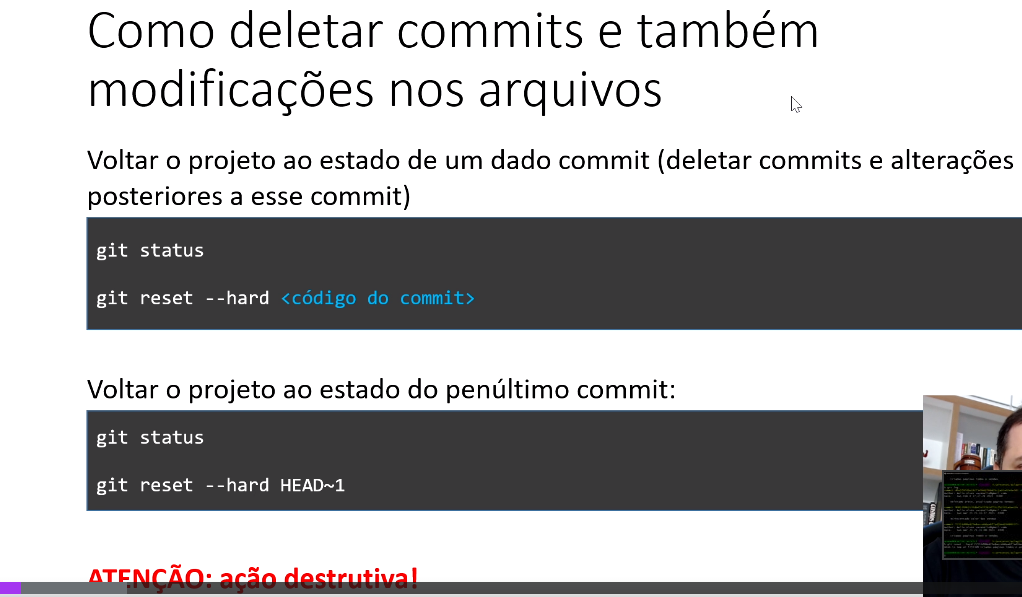 Como deletar commits e também
modificações nos arquivos
Voltar o projeto ao estado de um dado commit (deletar commits e alterações
posteriores a esse commit)
git status
git reset --hard <código do commit>
Voltar o projeto ao estado do penúltimo commit:
git status
git reset --hard HEAD~1
ATENÇÃO: ação destrutiva!